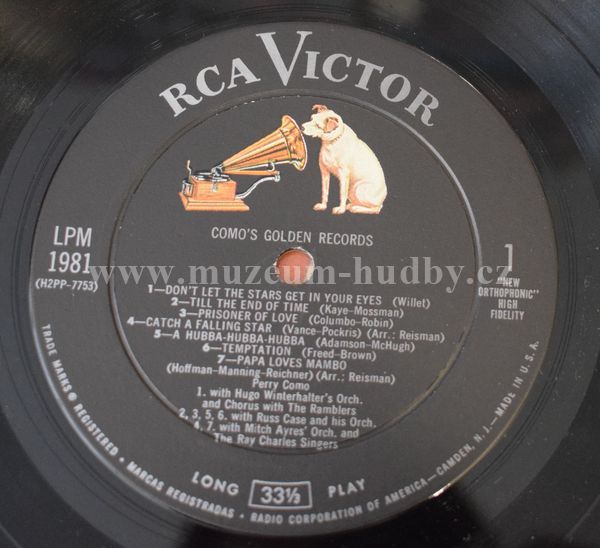 RCA VICTOR
COMO'S GOLDEN RECORDS
LPM
1981
(H2PP-7753)
1
"NEW
ORTHOPHONIC"
HIGH
FIDELITY
www.muzeum-hudby.cz
1—DON'T LET THE STARS GET IN YOUR EYES (Willet)
2—TILL THE END OF TIME (Kaye-Mossman)
3—PRISONER OF LOVE (Columbo-Robin)
4—CATCH A FALLING STAR (Vance-Pockris) (Arr.: Reisman)
5—A HUBBA-HUBBA-HUBBA (Adamson-McHugh)
6—TEMPTATION (Freed-Brown)
7—PAPA LOVES MAMBO
(Hoffman-Manning-Reichner) (Arr.: Reisman)
Perry Como
1. with Hugo Winterhalter's Orch.
and Chorus with The Ramblers
2, 3, 5, 6. with Russ Case and his Orch.
4, 7. with Mitch Ayres' Orch. and
The Ray Charles Singers
LONG 33⅓ PLAY
TRADE MARKS ® REGISTERED • MARCAS REGISTRADAS • RADIO CORPORATION OF AMERICA—CAMDEN, N. J.—MADE IN U.S.A.